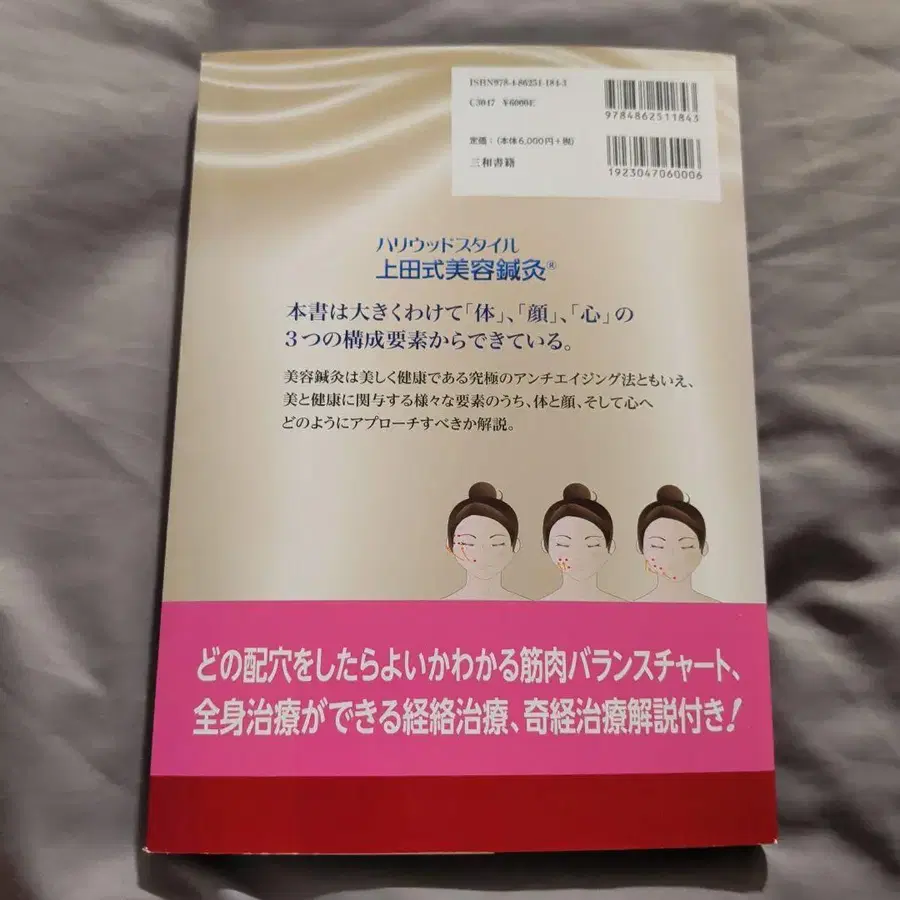 ISBN978-4-86251-184-3
C3047 ¥6000E
9784862511843
定価：(本体6,000円＋税)
三和書籍
1923047060006
ハリウッドスタイル
上田式美容鍼灸®
本書は大きくわけて「体」、「顔」、「心」の
3つの構成要素からできている。
美容鍼灸は美しく健康である究極のアンチエイジング法ともいえ、
美と健康に関与する様々な要素のうち、体と顔、そして心へ
どのようにアプローチすべきか解説。
どの配穴をしたらよいかわかる筋肉バランスチャート、
全身治療ができる経絡治療、奇経治療解説付き！